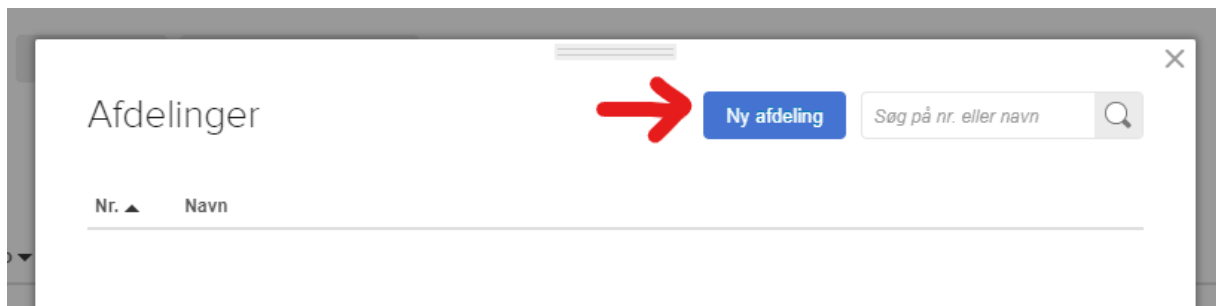 Afdelinger
Ny afdeling
Søg på nr. eller navn
Nr. Navn